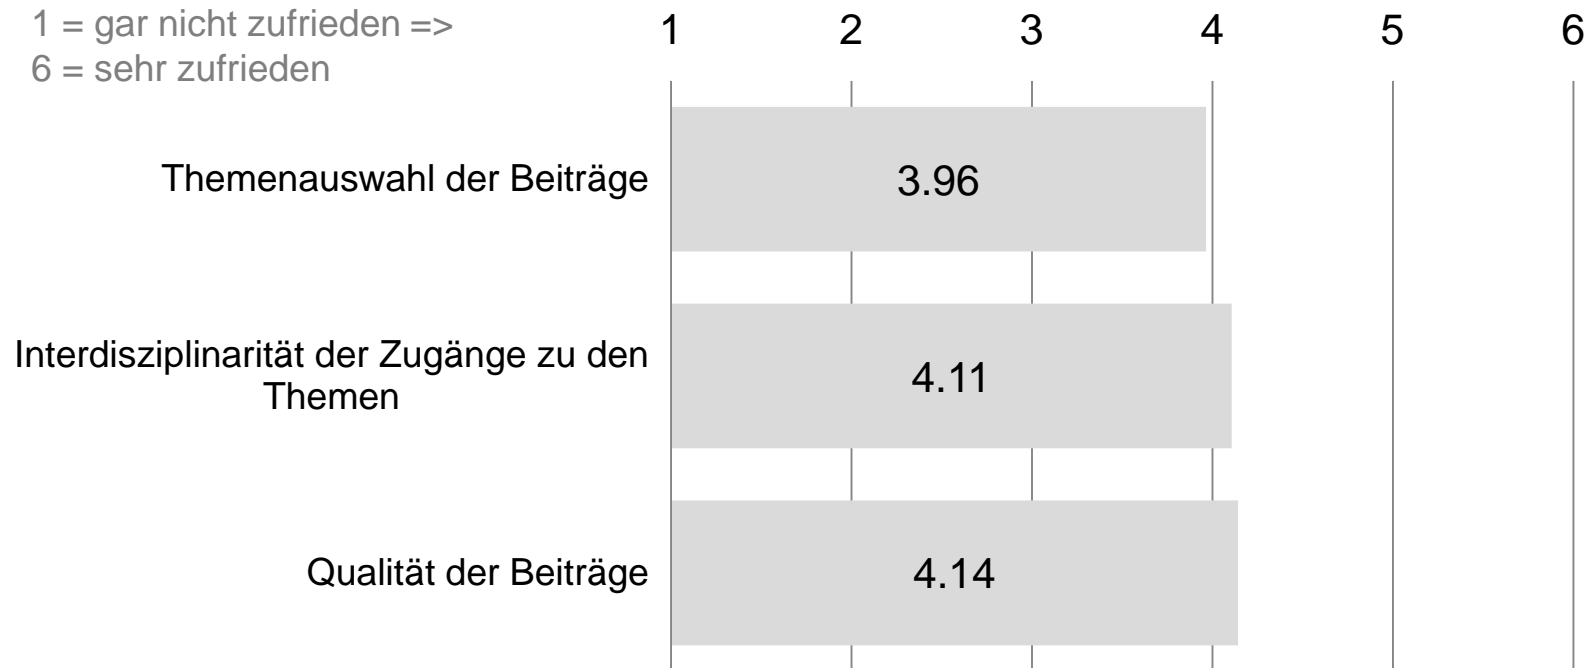 1 = gar nicht zufrieden =>
6 = sehr zufrieden
1 2 3 4 5 6
Themenauswahl der Beiträge
3.96
Interdisziplinarität der Zugänge zu den
Themen
4.11
Qualität der Beiträge
4.14